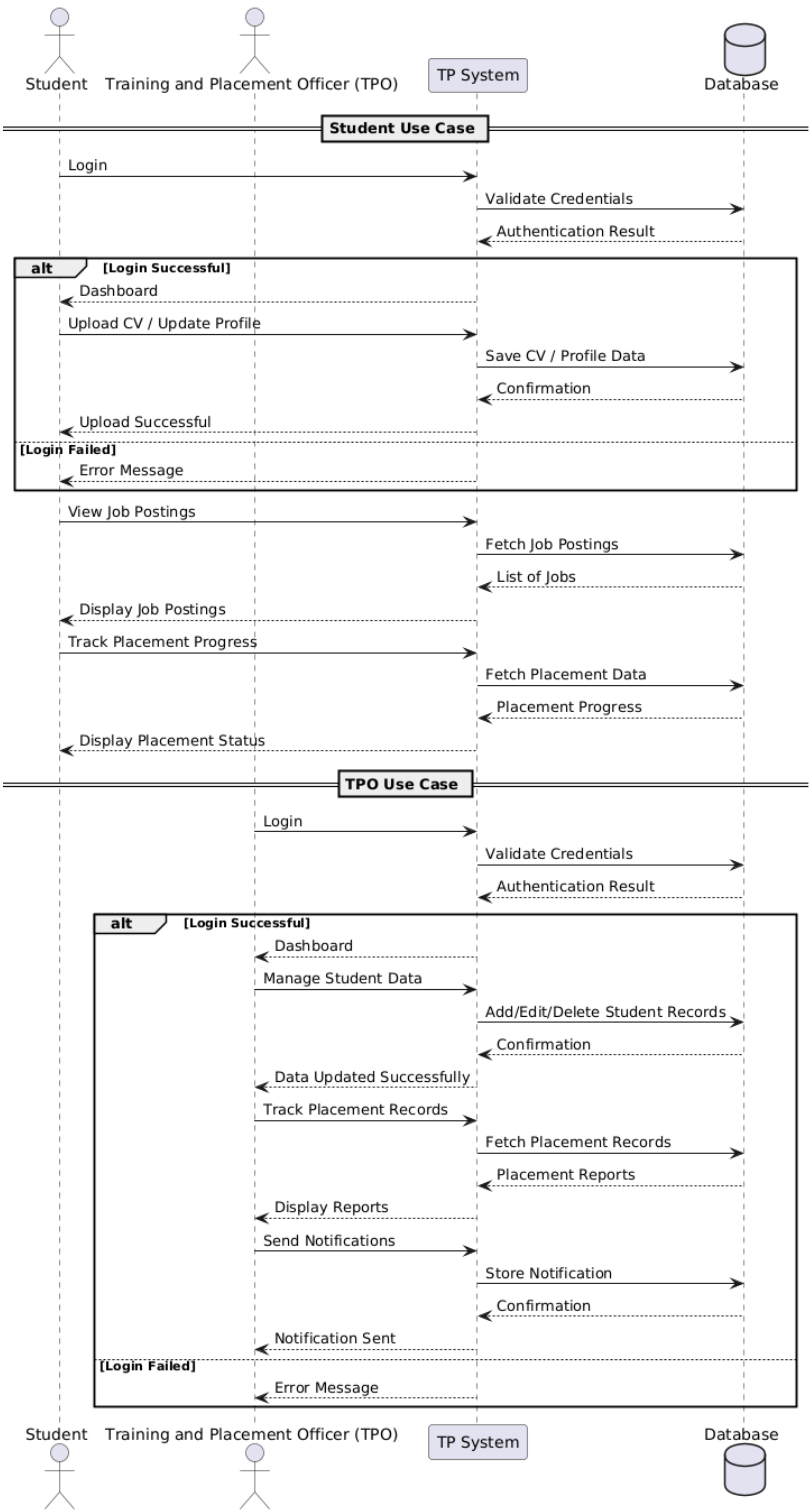 Student
Training and Placement Officer (TPO)
TP System
Database
Student Use Case
Login
Validate Credentials
Authentication Result
alt [Login Successful]
Dashboard
Upload CV / Update Profile
Save CV / Profile Data
Confirmation
Upload Successful
[Login Failed]
Error Message
View Job Postings
Fetch Job Postings
List of Jobs
Display Job Postings
Track Placement Progress
Fetch Placement Data
Placement Progress
Display Placement Status
TPO Use Case
Login
Validate Credentials
Authentication Result
alt [Login Successful]
Dashboard
Manage Student Data
Add/Edit/Delete Student Records
Confirmation
Data Updated Successfully
Track Placement Records
Fetch Placement Records
Placement Reports
Display Reports
Send Notifications
Store Notification
Confirmation
Notification Sent
[Login Failed]
Error Message
Student
Training and Placement Officer (TPO)
TP System
Database